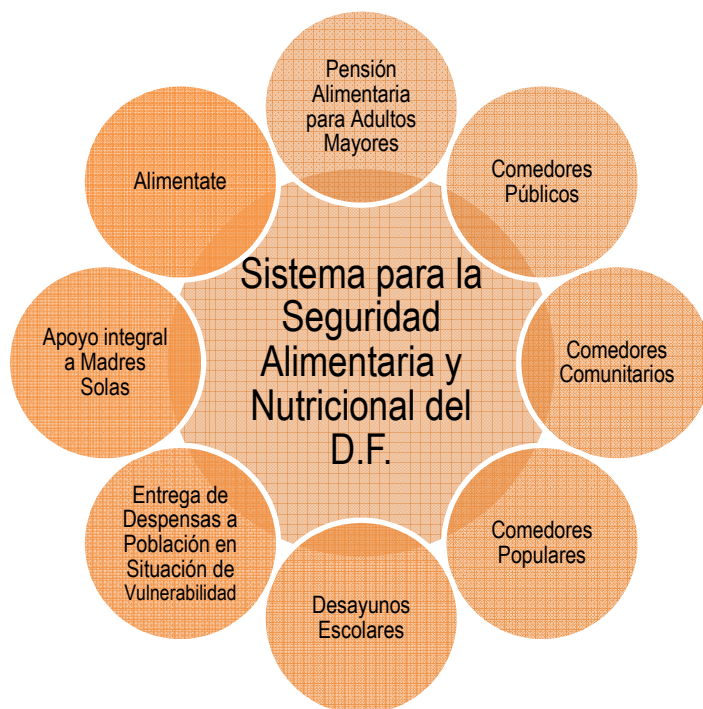 Pensión
Alimentaria
para Adultos
Mayores
Comedores
Públicos
Comedores
Comunitarios
Comedores
Populares
Desayunos
Escolares
Entrega de
Despensas a
Población en
Situación de
Vulnerabilidad
Apoyo integral
a Madres
Solas
Alimentate
Sistema para la
Seguridad
Alimentaria y
Nutricional del
D.F.